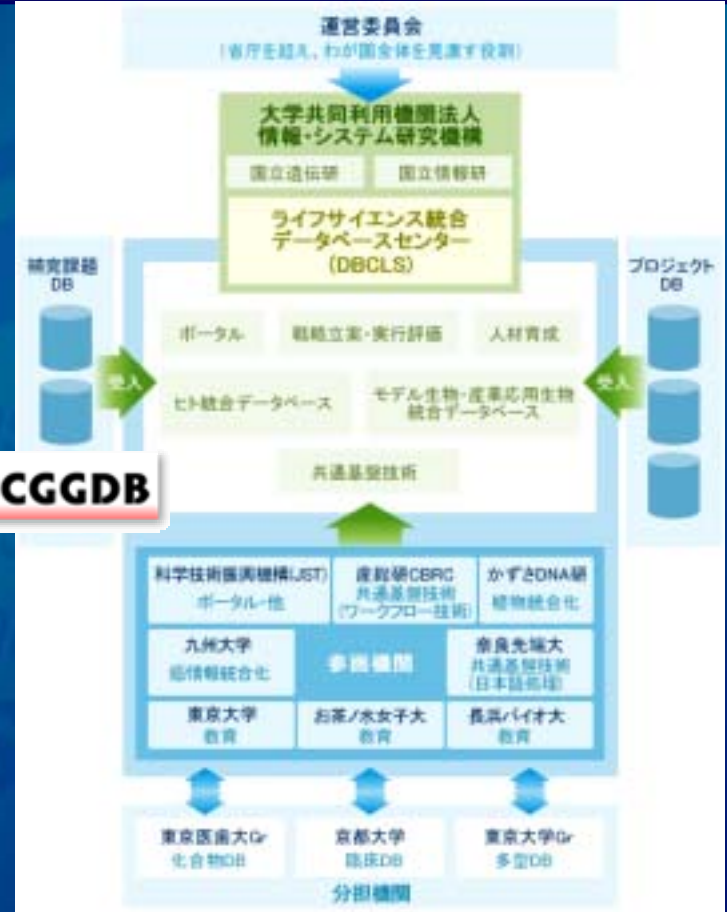 運営委員会
(省庁を超え、わが国全体を見渡す役割)
大学共同利用機関法人
情報・システム研究機構
国立遺伝研
国立情報研
ライフサイエンス統合
データベースセンター
(DBCLS)
補完課題
DB
プロジェクト
DB
ポータル
戦略立案・実行評価
人材育成
受入
受入
ヒト統合データベース
モデル生物・産業応用生物
統合データベース
共通基盤技術
CGGDB
科学技術振興機構(JST)
ポータル・他
産総研CBRC
共通基盤技術
(ワークフロー技術)
かずさDNA研
植物統合化
九州大学
参画機関
奈良先端大
共通基盤技術
(日本語処理)
東京大学
教育
お茶ノ水女子大
教育
長浜バイオ大
教育
東京医歯大Gr
化合物DB
京都大学
臨床DB
東京大学Gr
多型DB
分担機関